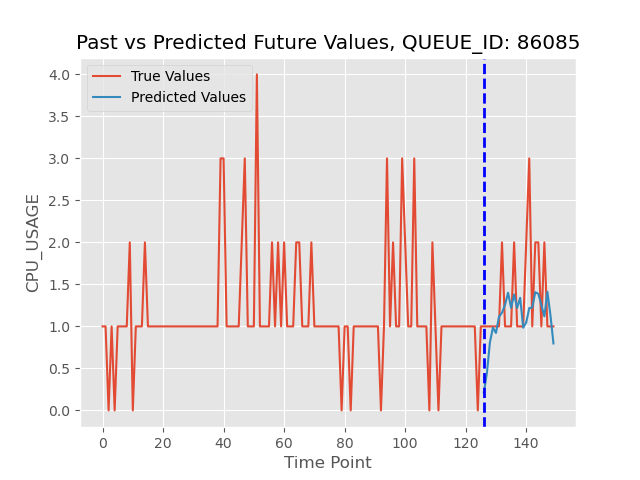 Past vs Predicted Future Values, QUEUE_ID: 86085
True Values
Predicted Values
4.0
3.5
3.0
2.5
2.0
1.5
1.0
0.5
0.0
CPU_USAGE
0 20 40 60 80 100 120 140
Time Point